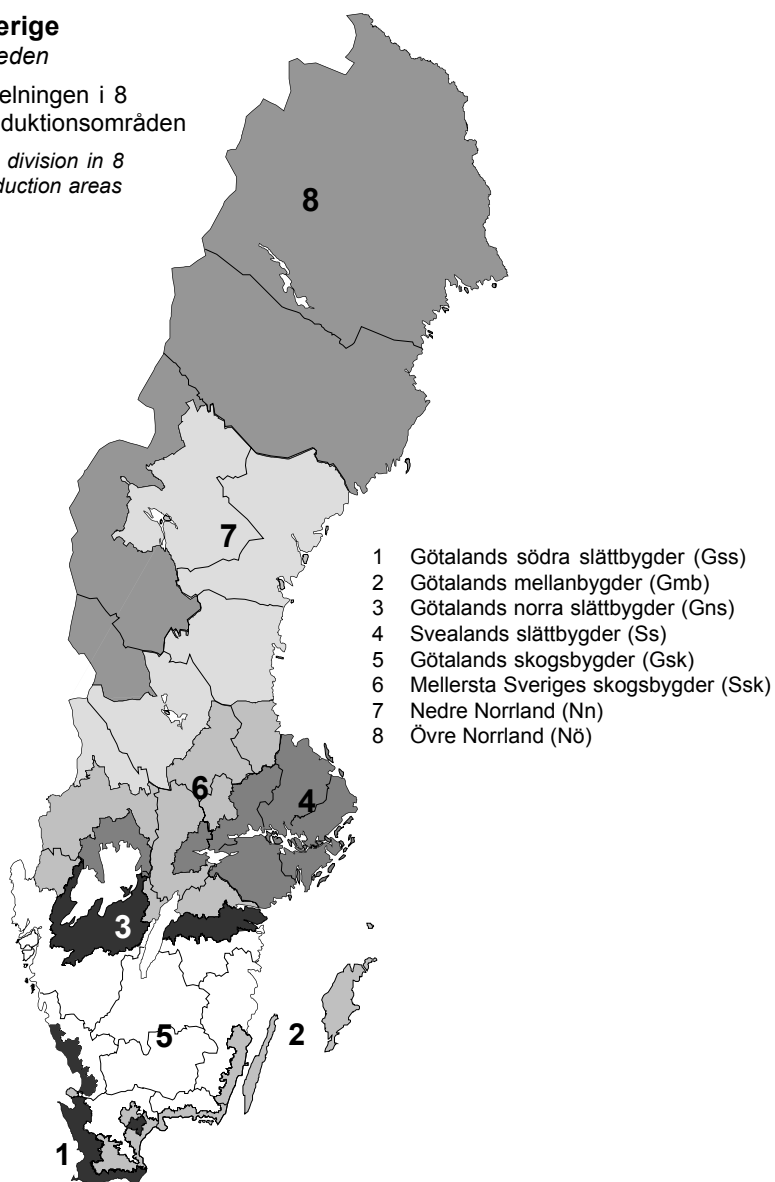 erige
eden
elningen i 8
duktionsområden
division in 8
duction areas
8
7
1 Götalands södra slättbygder (Gss)
2 Götalands mellanbygder (Gmb)
3 Götalands norra slättbygder (Gns)
4 Svealands slättbygder (Ss)
5 Götalands skogsbygder (Gsk)
6 Mellersta Sveriges skogsbygder (Ssk)
7 Nedre Norrland (Nn)
8 Övre Norrland (Nö)
6
4
3
5
2
1